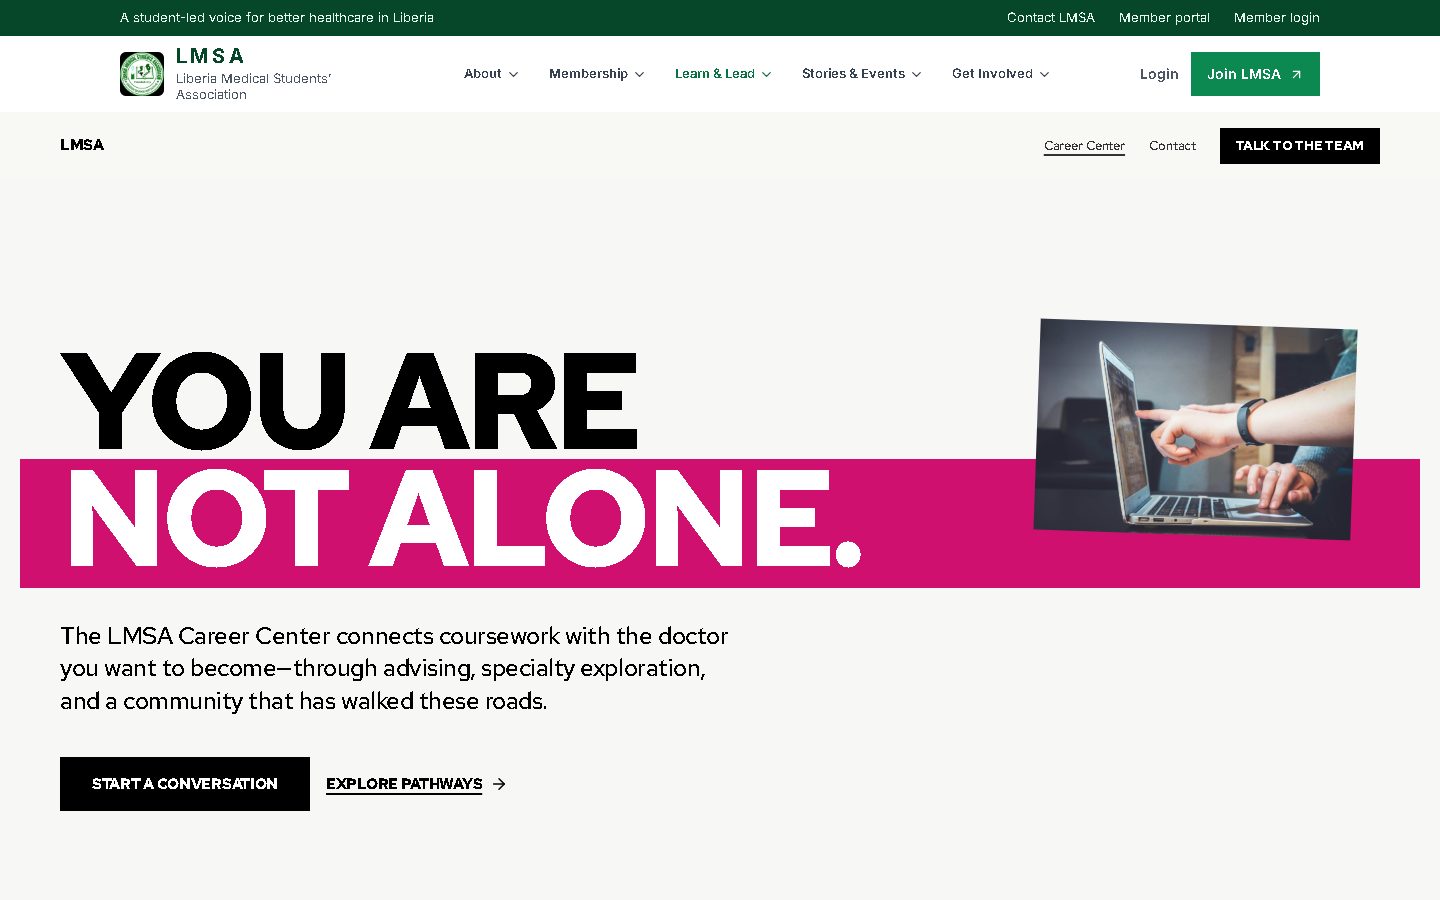 A student-led voice for better healthcare in Liberia
Contact LMSA Member portal Member login
LMSA
Liberia Medical Students'
Association
About Membership Learn & Lead Stories & Events Get Involved
Login Join LMSA
LMSA
Career Center Contact TALK TO THE TEAM
YOU ARE
NOT ALONE.
The LMSA Career Center connects coursework with the doctor
you want to become—through advising, specialty exploration,
and a community that has walked these roads.
START A CONVERSATION EXPLORE PATHWAYS